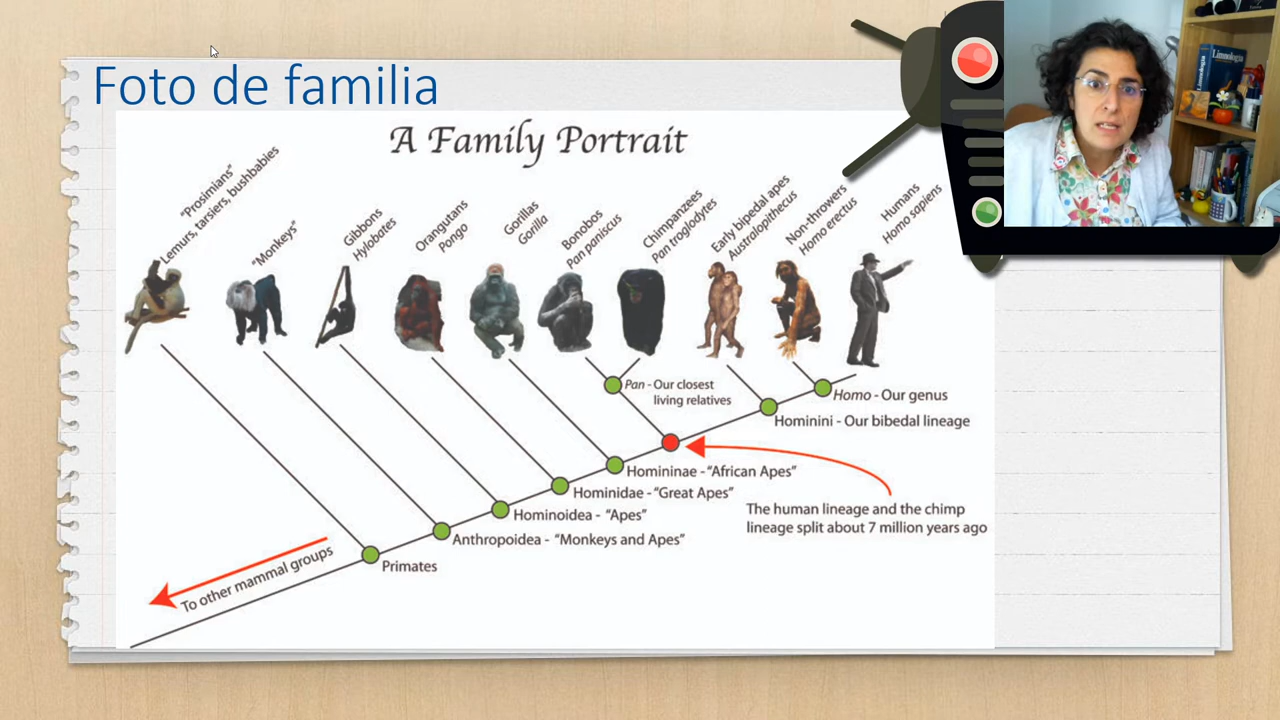 Foto de familia
A Family Portrait
"Prosimians"
Lemurs, tarsiers, bushbabies
"Monkeys"
Gibbons
Hylobates
Orangutans
Pongo
Gorillas
Gorilla
Bonobos
Pan paniscus
Chimpanzees
Pan troglodytes
Early bipedal apes
Australopithecus
Non-throwers
Homo erectus
Humans
Homo sapiens
Pan - Our closest
living relatives
Homo - Our genus
Hominini - Our bibedal lineage
Homininae - "African Apes"
Hominidae - "Great Apes"
The human lineage and the chimp
lineage split about 7 million years ago
Hominoidea - "Apes"
Anthropoidea - "Monkeys and Apes"
Primates
To other mammal groups
Limnología